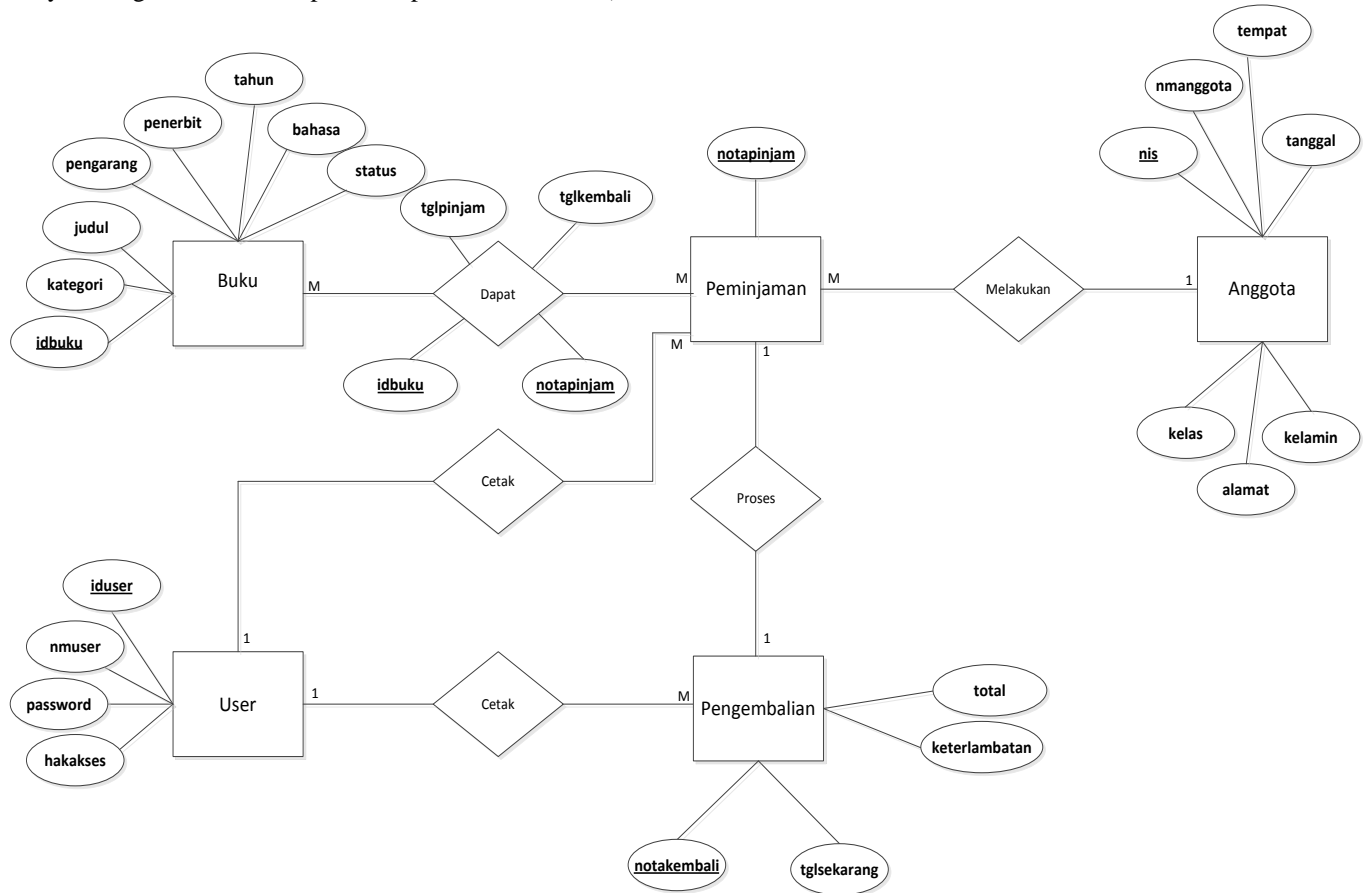 tempat
tahun
nmanggota
penerbit
bahasa
tanggal
notapinjam
nis
pengarang
status
tglkembali
tglpinjam
judul
Buku
M
Dapat
M
Peminjaman
M
Melakukan
1
Anggota
kategori
idbuku
M
1
idbuku
notapinjam
kelas
kelamin
Cetak
alamat
Proses
iduser
1
1
nmuser
User
1
Cetak
M
Pengembalian
total
password
keterlambatan
hakakses
notakembali
tglsekarang